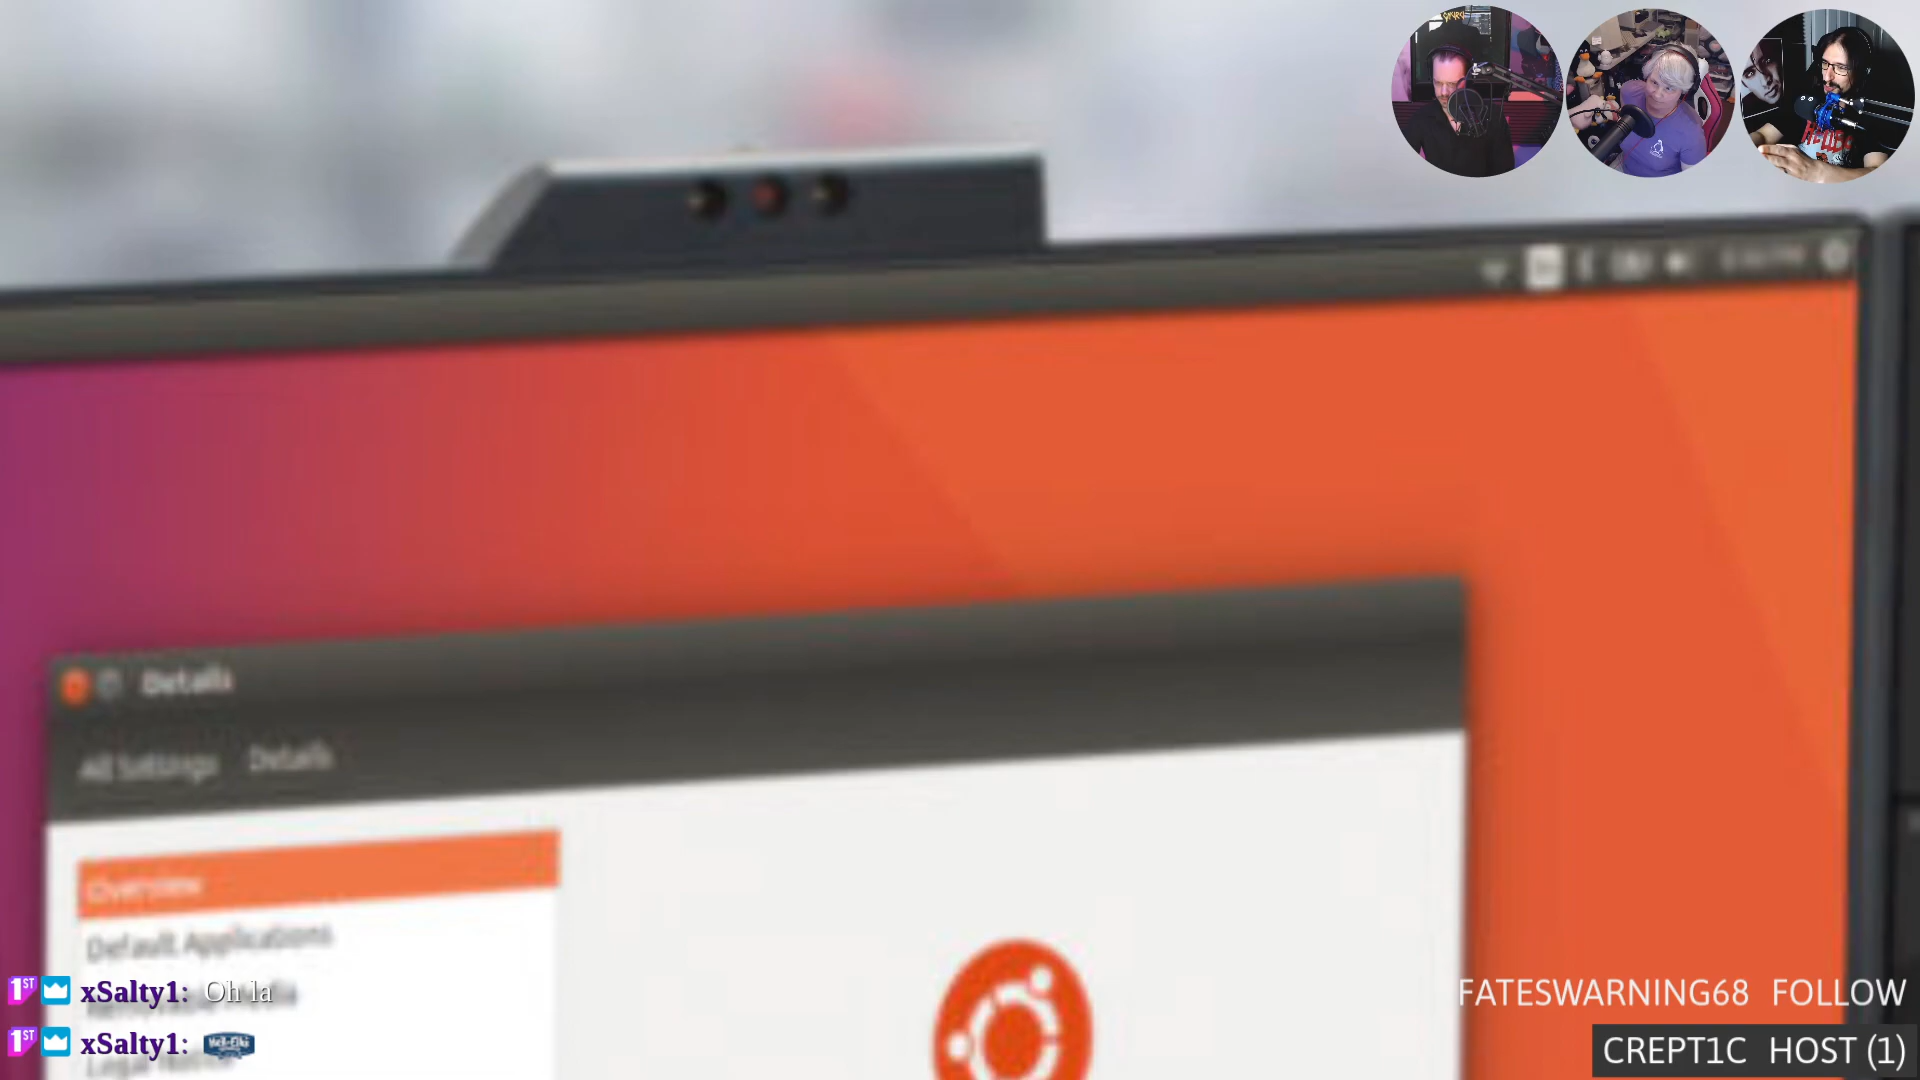 Details
All Settings Details
Overview
Default Applications
xSalty1: Oh la
xSalty1:
FATESWARNING68 FOLLOW
CREPT1C HOST (1)